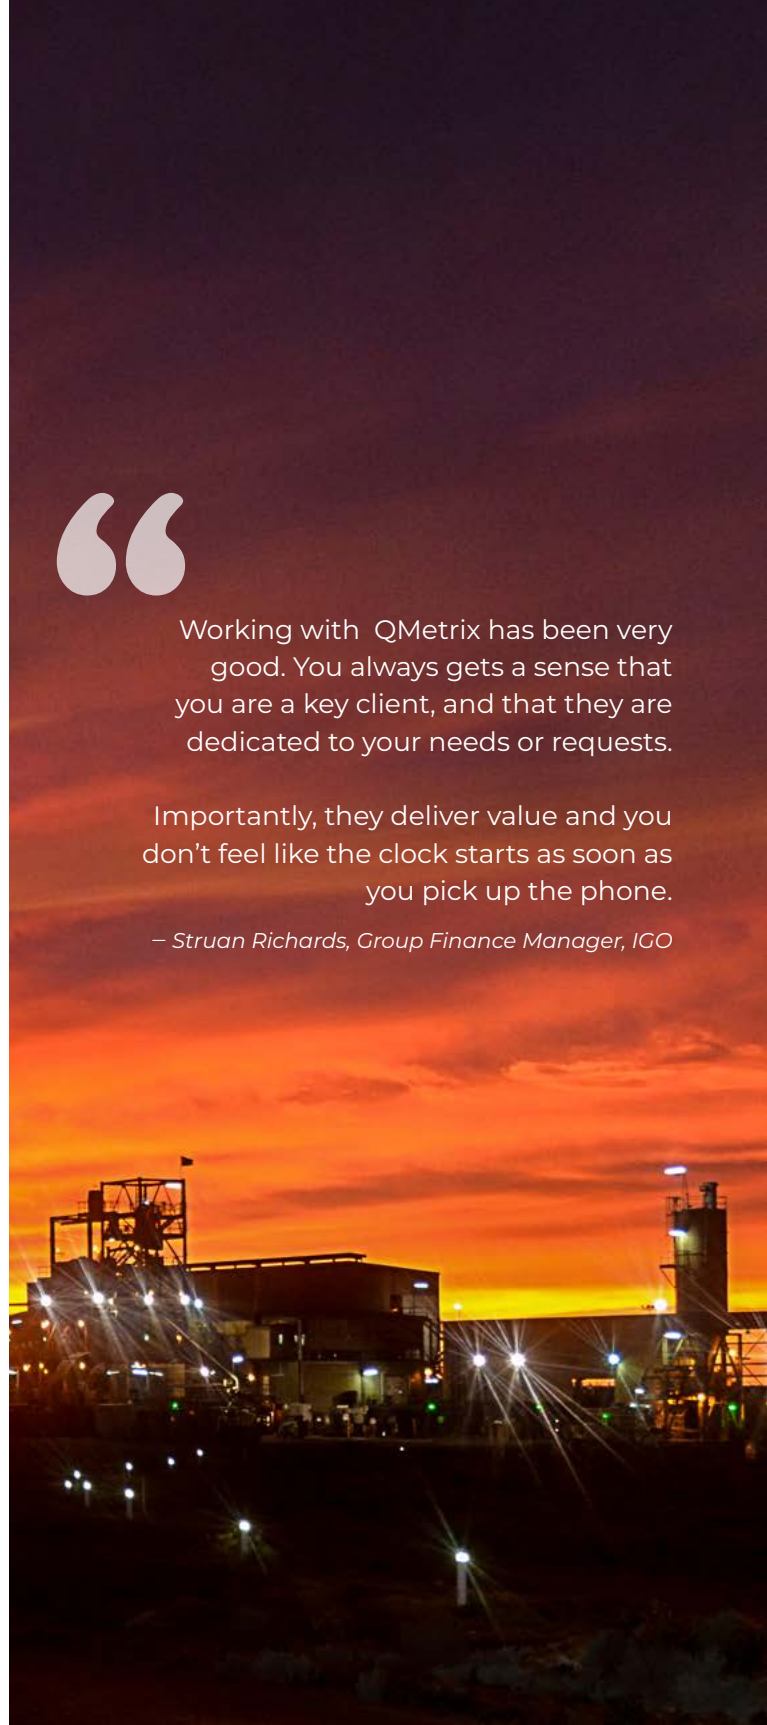 “
Working with  QMetrix has been very
good. You always gets a sense that
you are a key client, and that they are
dedicated to your needs or requests.
Importantly, they deliver value and you
don’t feel like the clock starts as soon as
you pick up the phone.
– Struan Richards, Group Finance Manager, IGO